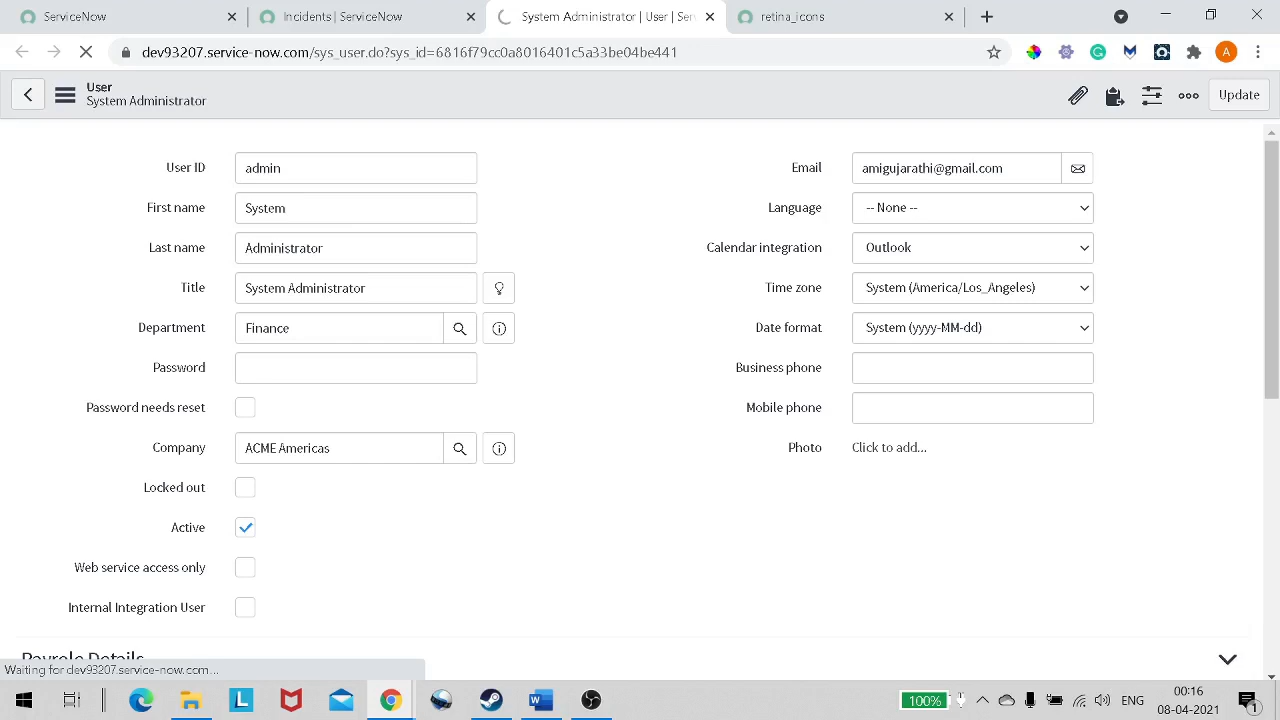 ServiceNow
Incidents | ServiceNow
System Administrator | User | Ser
retina_icons
dev93207.service-now.com/sys_user.do?sys_id=6816f79cc0a8016401c5a33be04be441
A
User
System Administrator
Update
User ID
admin
Email
amigujarathi@gmail.com
First name
System
Language
-- None --
Last name
Administrator
Calendar integration
Outlook
Title
System Administrator
Time zone
System (America/Los_Angeles)
Department
Finance
Date format
System (yyyy-MM-dd)
Password
Business phone
Password needs reset
Mobile phone
Company
ACME Americas
Photo
Click to add...
Locked out
Active
Web service access only
Internal Integration User
Payrole Details
Waiting for dev93207.service-now.com...
100%
ENG
00:16
08-04-2021